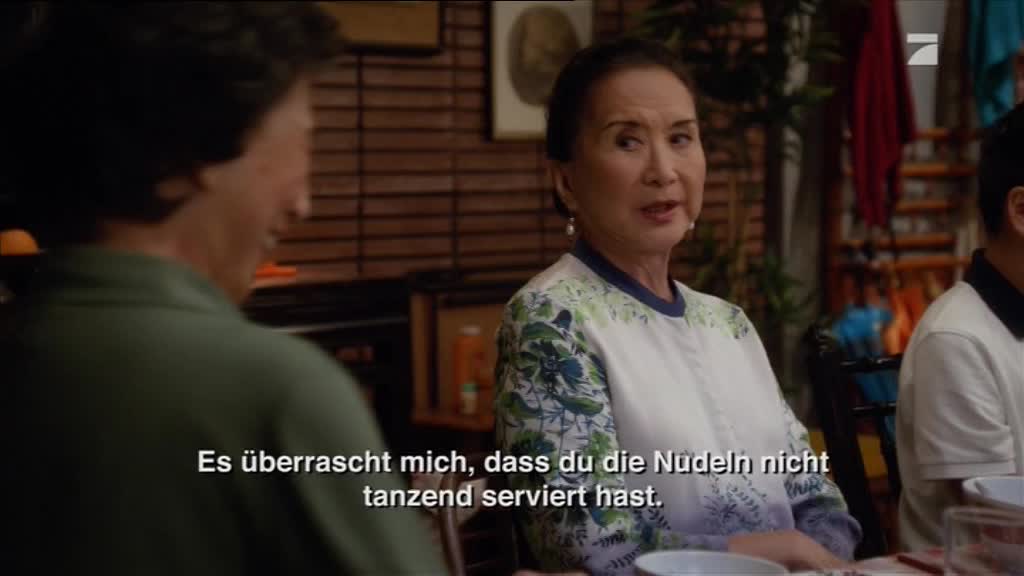 Es überrascht mich, dass du die Nudeln nicht
tanzend serviert hast.